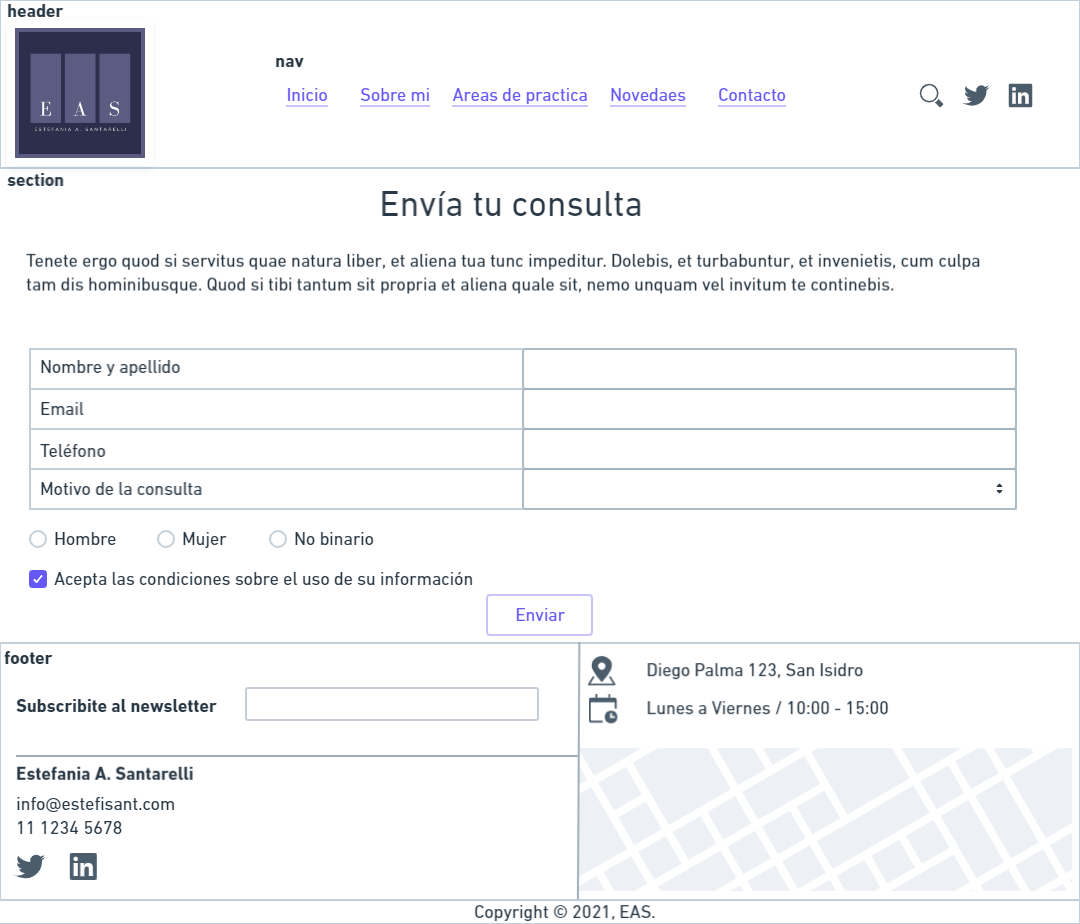 header
E A S
ESTEFANIA A. SANTARELLI
nav
Inicio Sobre mi Areas de practica Novedaes Contacto
in
section
Envía tu consulta
Tenete ergo quod si servitus quae natura liber, et aliena tua tunc impeditur. Dolebis, et turbabuntur, et invenietis, cum culpa
tam dis hominibusque. Quod si tibi tantum sit propria et aliena quale sit, nemo unquam vel invitum te continebis.
Nombre y apellido
Email
Teléfono
Motivo de la consulta
Hombre Mujer No binario
Acepta las condiciones sobre el uso de su información
Enviar
footer
Subscribite al newsletter
Estefania A. Santarelli
info@estefisant.com
11 1234 5678
in
Diego Palma 123, San Isidro
Lunes a Viernes / 10:00 - 15:00
Copyright © 2021, EAS.